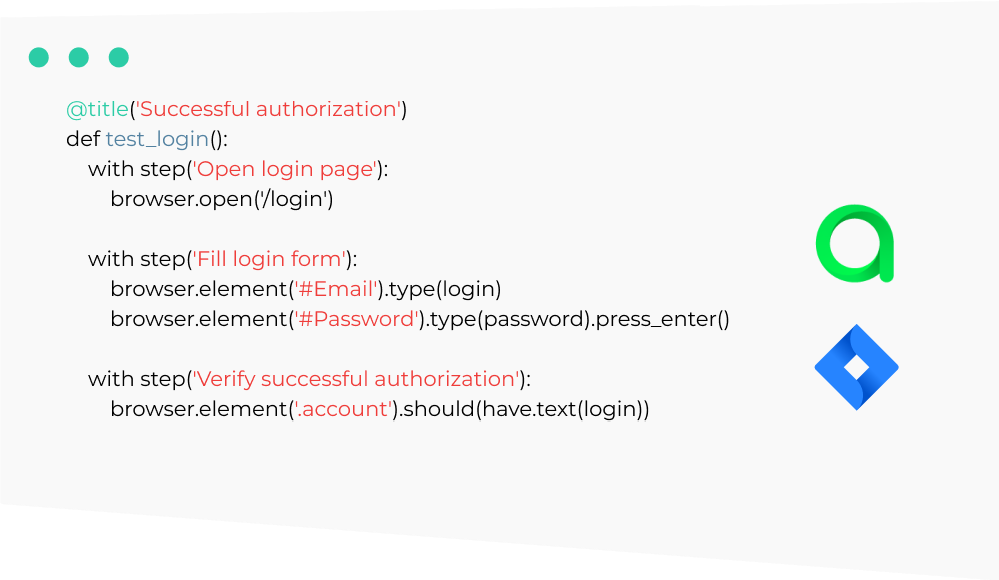 @title('Successful authorization')
def test_login():
with step('Open login page'):
browser.open('/login')
with step('Fill login form'):
browser.element('#Email').type(login)
browser.element('#Password').type(password).press_enter()
with step('Verify successful authorization'):
browser.element('.account').should(have.text(login))